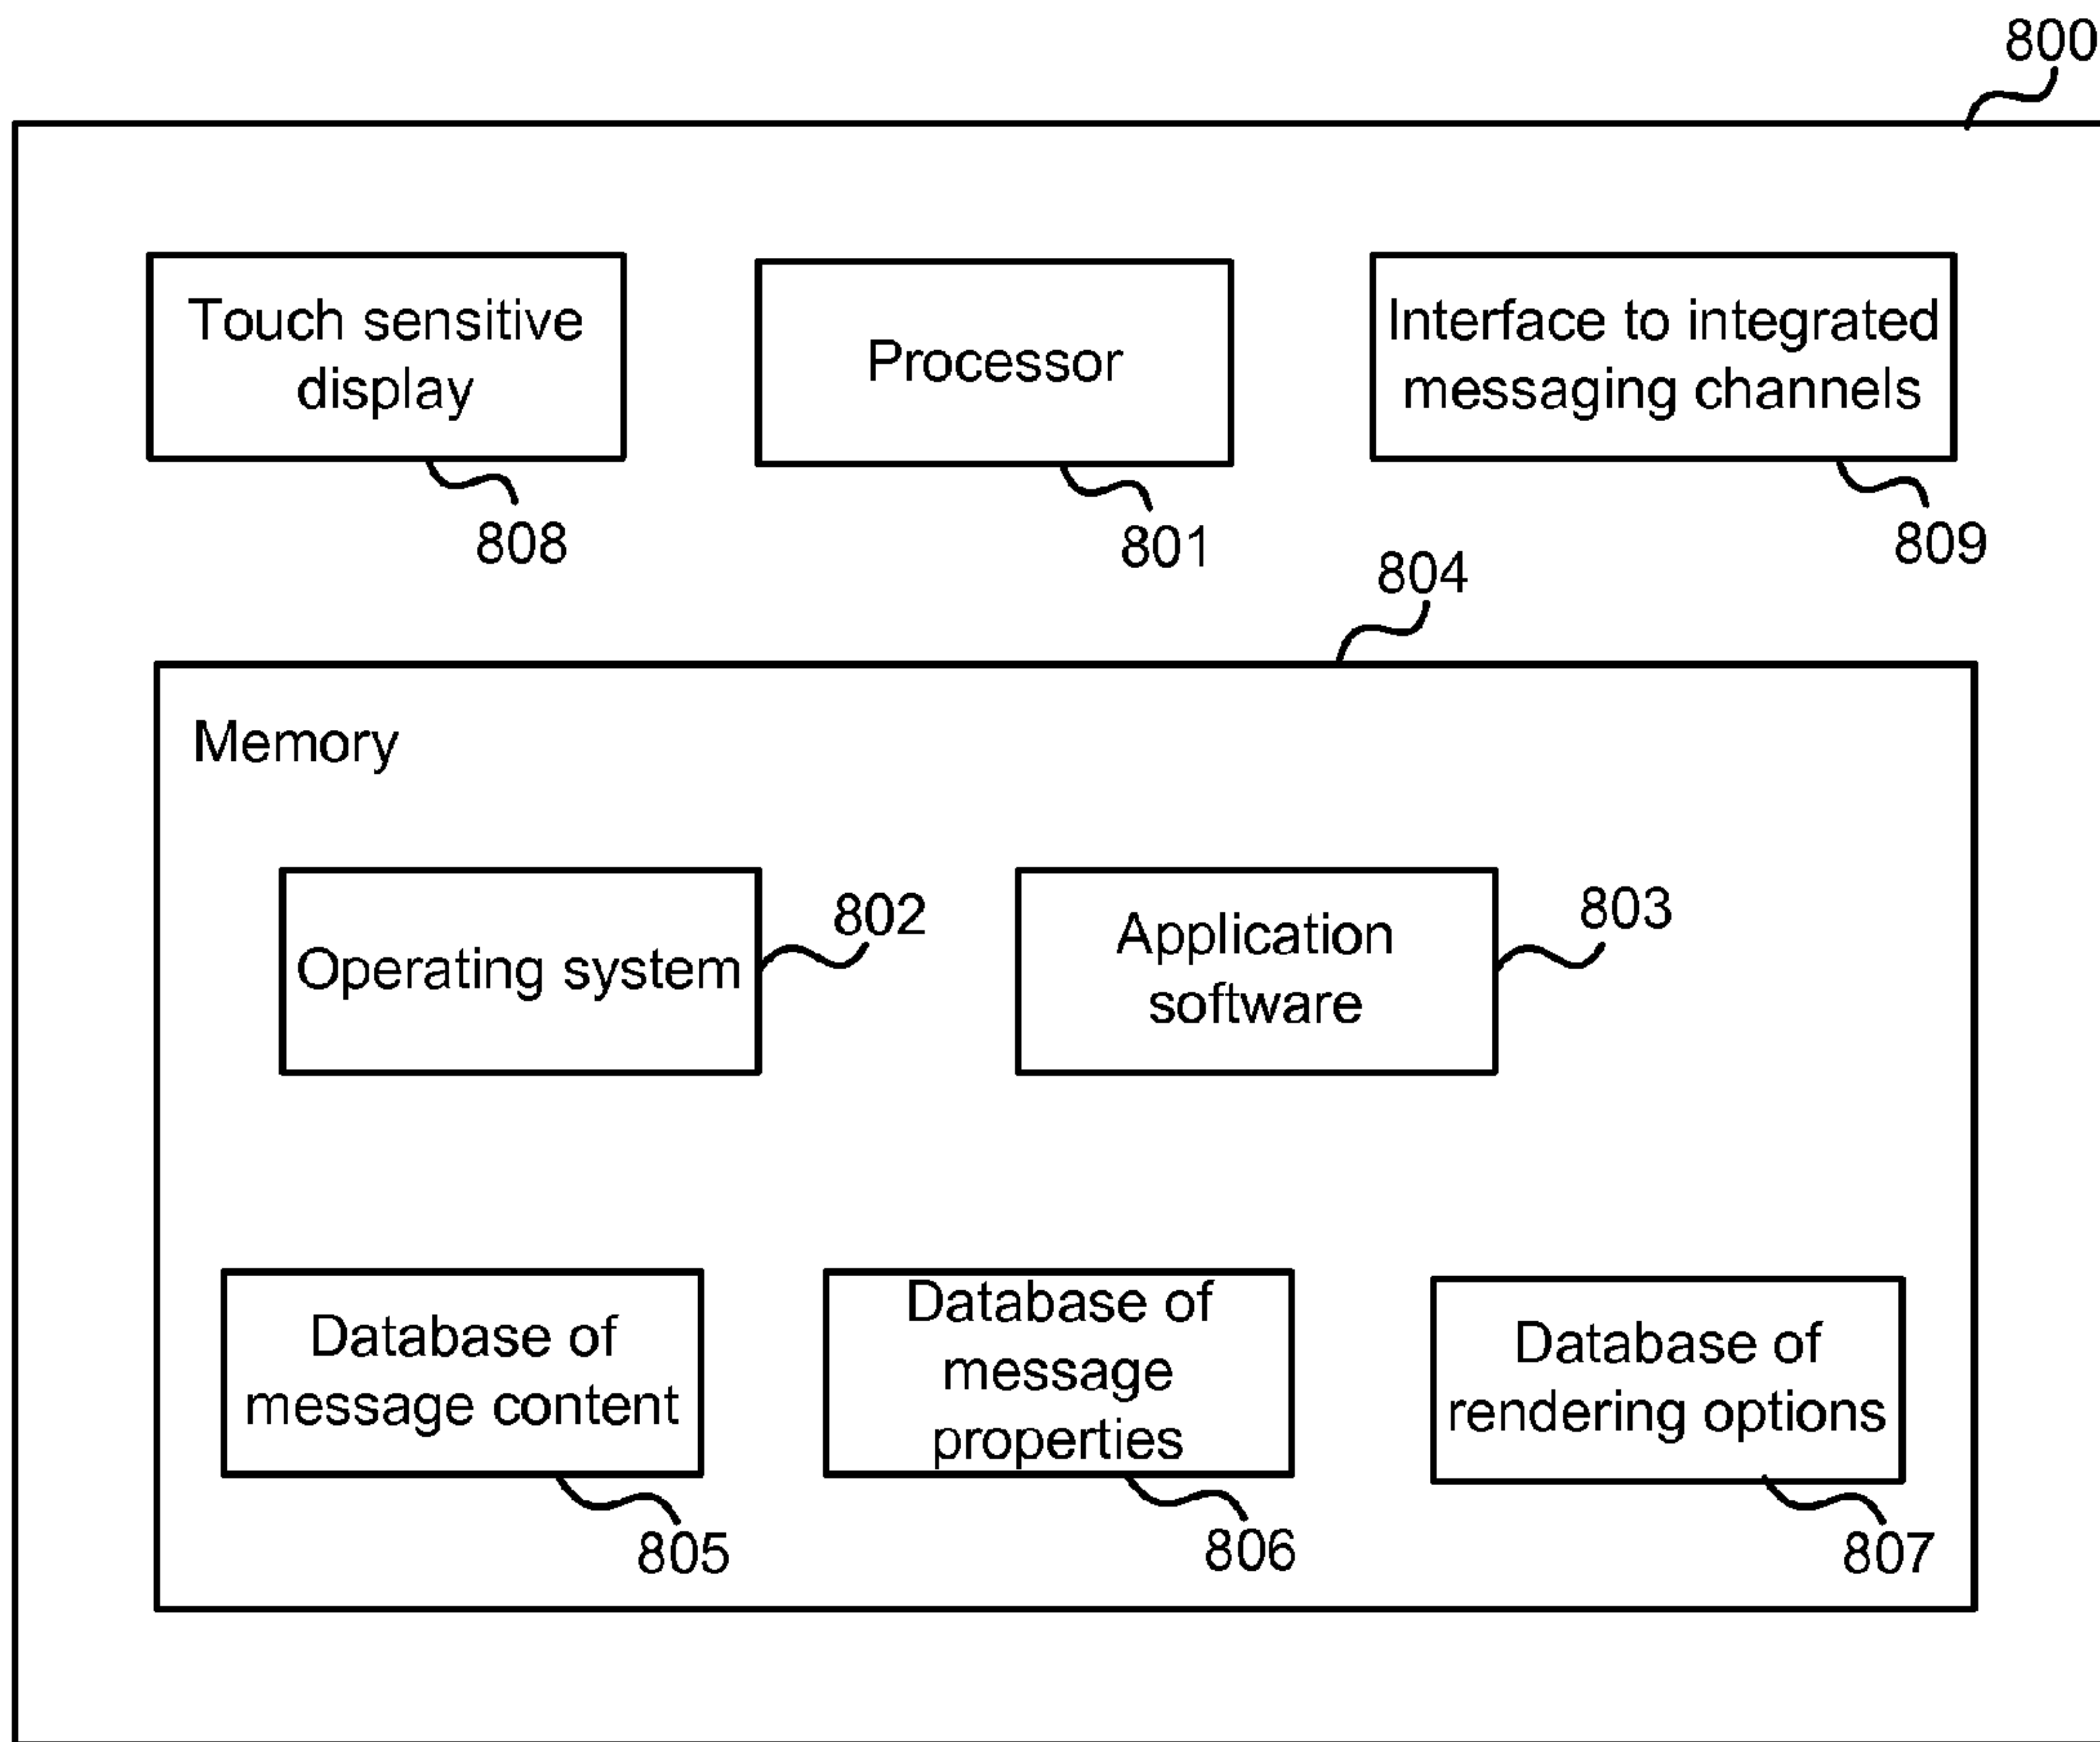 800
Touch sensitive
display
808
Processor
801
Interface to integrated
messaging channels
809
804
Memory
Operating system
802
Application
software
803
Database of
message content
805
Database of
message
properties
806
Database of
rendering options
807